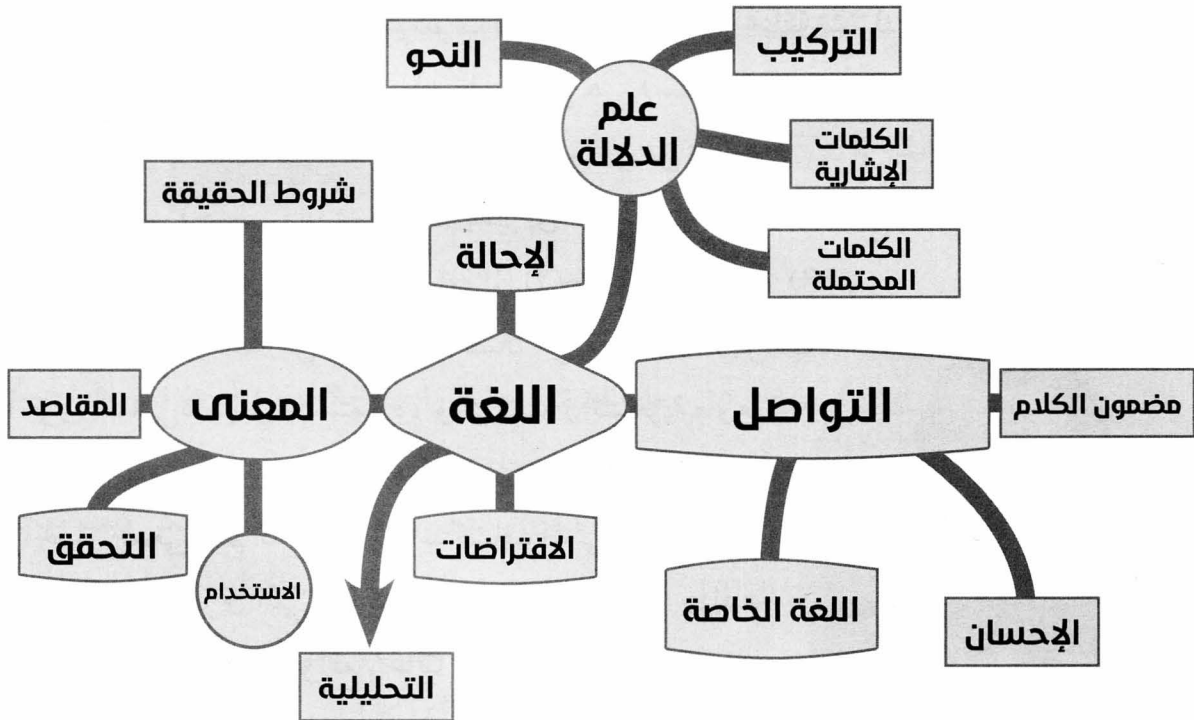 التركيب
النحو
علم
الدلالة
الكلمات
الإشارية
شروط الحقيقة
الإحالة
الكلمات
المحتملة
مضمون الكلام
التواصل
اللغة
المعنى
المقاصد
التحقق
الاستخدام
الافتراضات
اللغة الخاصة
الإحسان
التحليلية